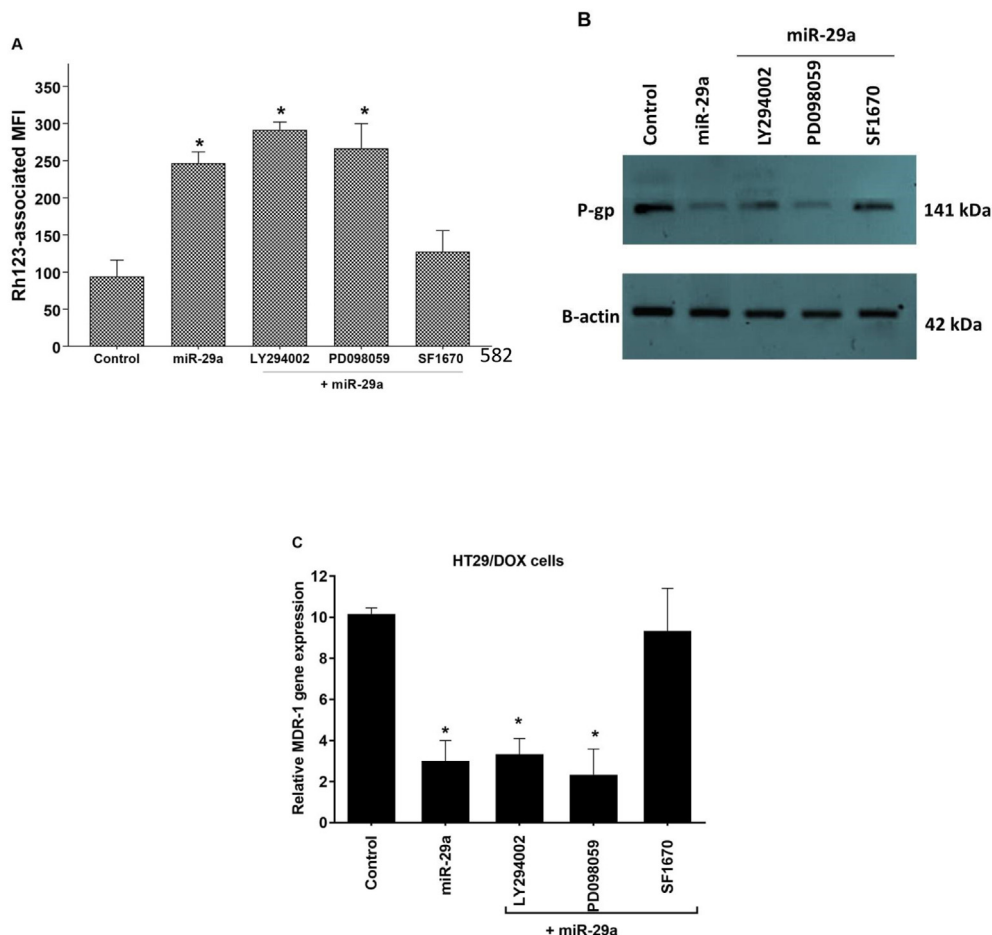 A
Rh123-associated MFI
350
300
250
200
150
100
50
0
* * *
Control miR-29a LY294002 PD098059 SF1670 582
+ miR-29a
B
miR-29a
Control miR-29a LY294002 PD098059 SF1670
P-gp 141 kDa
B-actin 42 kDa
C
HT29/DOX cells
Relative MDR-1 gene expression
12
10
8
6
4
2
0
* * *
Control miR-29a LY294002 PD098059 SF1670
+ miR-29a